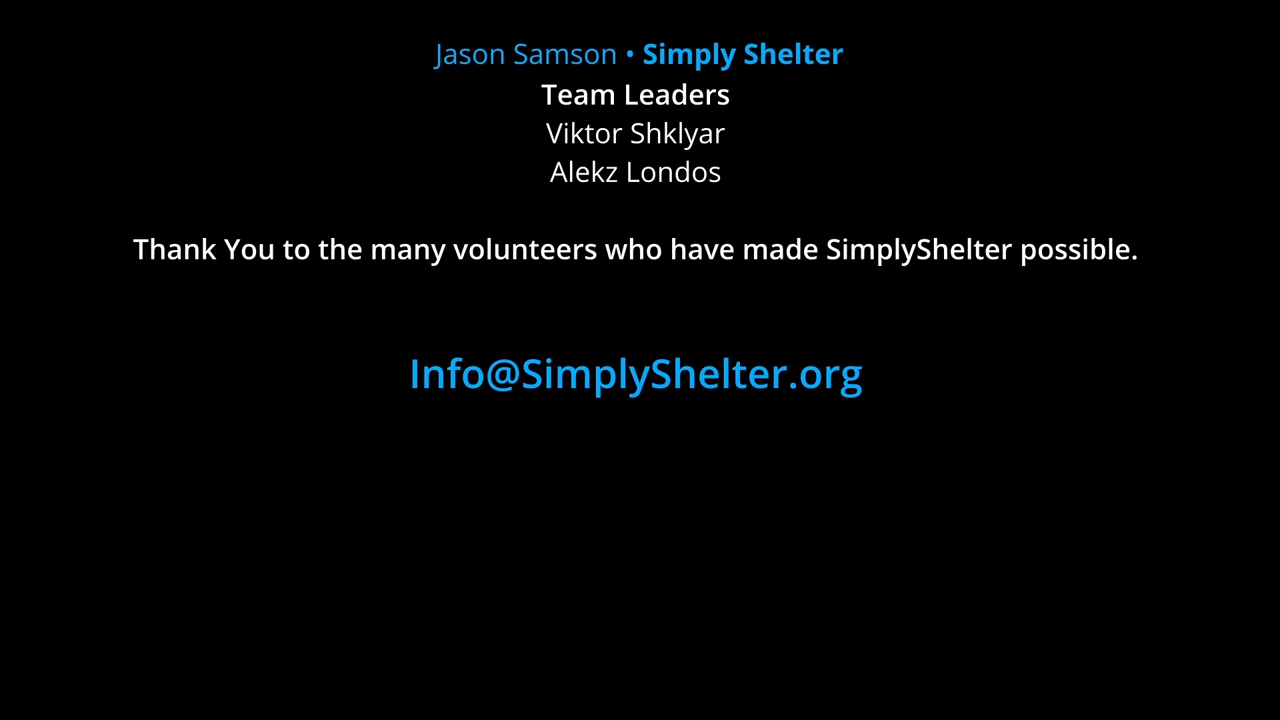 Jason Samson • Simply Shelter
Team Leaders
Viktor Shklyar
Alekz Londos
Thank You to the many volunteers who have made SimplyShelter possible.
Info@SimplyShelter.org